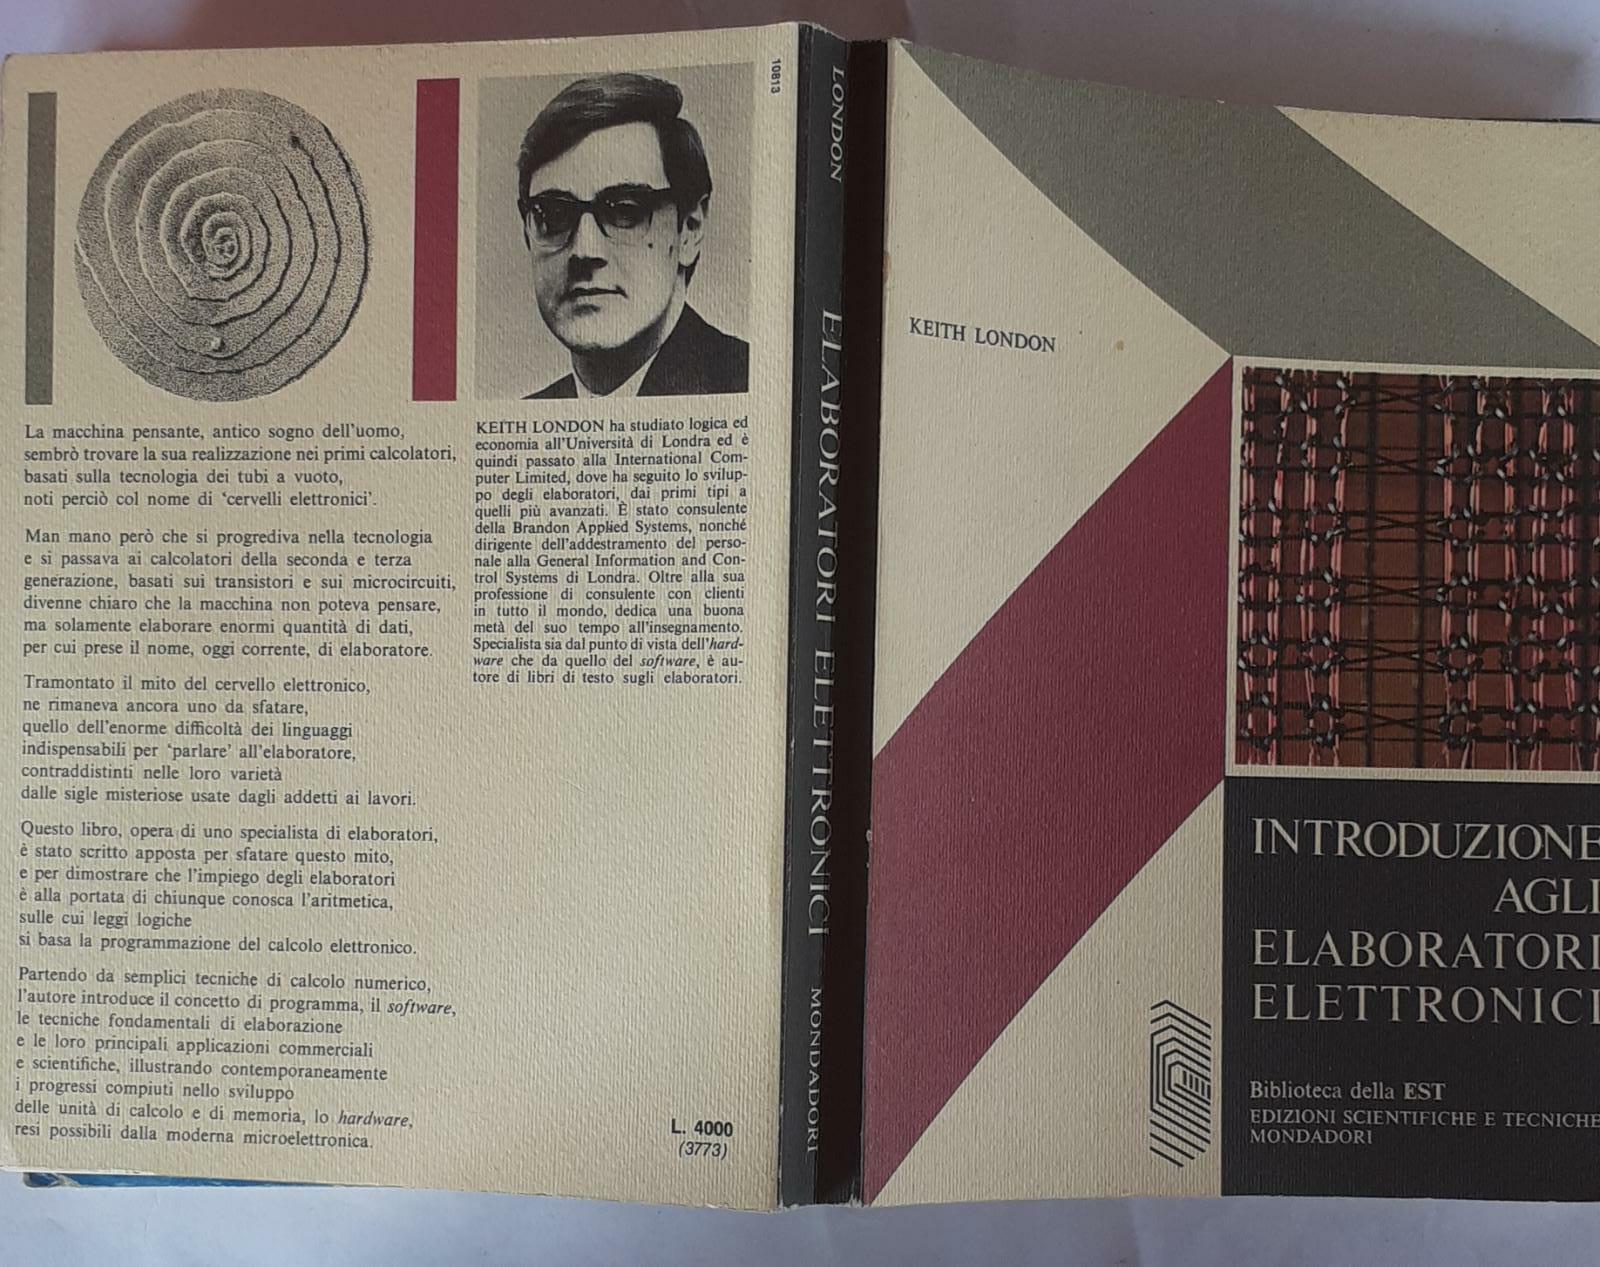 La macchina pensante, antico sogno dell'uomo,
sembrò trovare la sua realizzazione nei primi calcolatori,
basati sulla tecnologia dei tubi a vuoto,
noti perciò col nome di 'cervelli elettronici'.
Man mano però che si progrediva nella tecnologia
e si passava ai calcolatori della seconda e terza
generazione, basati sui transistori e sui microcircuiti,
divenne chiaro che la macchina non poteva pensare,
ma solamente elaborare enormi quantità di dati,
per cui prese il nome, oggi corrente, di elaboratore.
Tramontato il mito del cervello elettronico,
ne rimaneva ancora uno da sfatare,
quello dell'enorme difficoltà dei linguaggi
indispensabili per 'parlare' all'elaboratore,
contraddistinti nelle loro varietà
dalle sigle misteriose usate dagli addetti ai lavori.
Questo libro, opera di uno specialista di elaboratori,
è stato scritto apposta per sfatare questo mito,
e per dimostrare che l'impiego degli elaboratori
è alla portata di chiunque conosca l'aritmetica,
sulle cui leggi logiche
si basa la programmazione del calcolo elettronico.
Partendo da semplici tecniche di calcolo numerico,
l'autore introduce il concetto di programma, il software,
le tecniche fondamentali di elaborazione
e le loro principali applicazioni commerciali
e scientifiche, illustrando contemporaneamente
i progressi compiuti nello sviluppo
delle unità di calcolo e di memoria, lo hardware,
resi possibili dalla moderna microelettronica.
10813
KEITH LONDON ha studiato logica ed
economia all'Università di Londra ed è
quindi passato alla International Com-
puter Limited, dove ha seguito lo svilup-
po degli elaboratori, dai primi tipi a
quelli più avanzati. È stato consulente
della Brandon Applied Systems, nonché
dirigente dell'addestramento del perso-
nale alla General Information and Con-
trol Systems di Londra. Oltre alla sua
professione di consulente con clienti
in tutto il mondo, dedica una buona
metà del suo tempo all'insegnamento.
Specialista sia dal punto di vista dell'hard-
ware che da quello del software, è au-
tore di libri di testo sugli elaboratori.
L. 4000
(3773)
LONDON
ELABORATORI ELETTRONICI
MONDADORI
KEITH LONDON
INTRODUZIONE
AGLI
ELABORATORI
ELETTRONICI
Biblioteca della EST
EDIZIONI SCIENTIFICHE E TECNICHE
MONDADORI